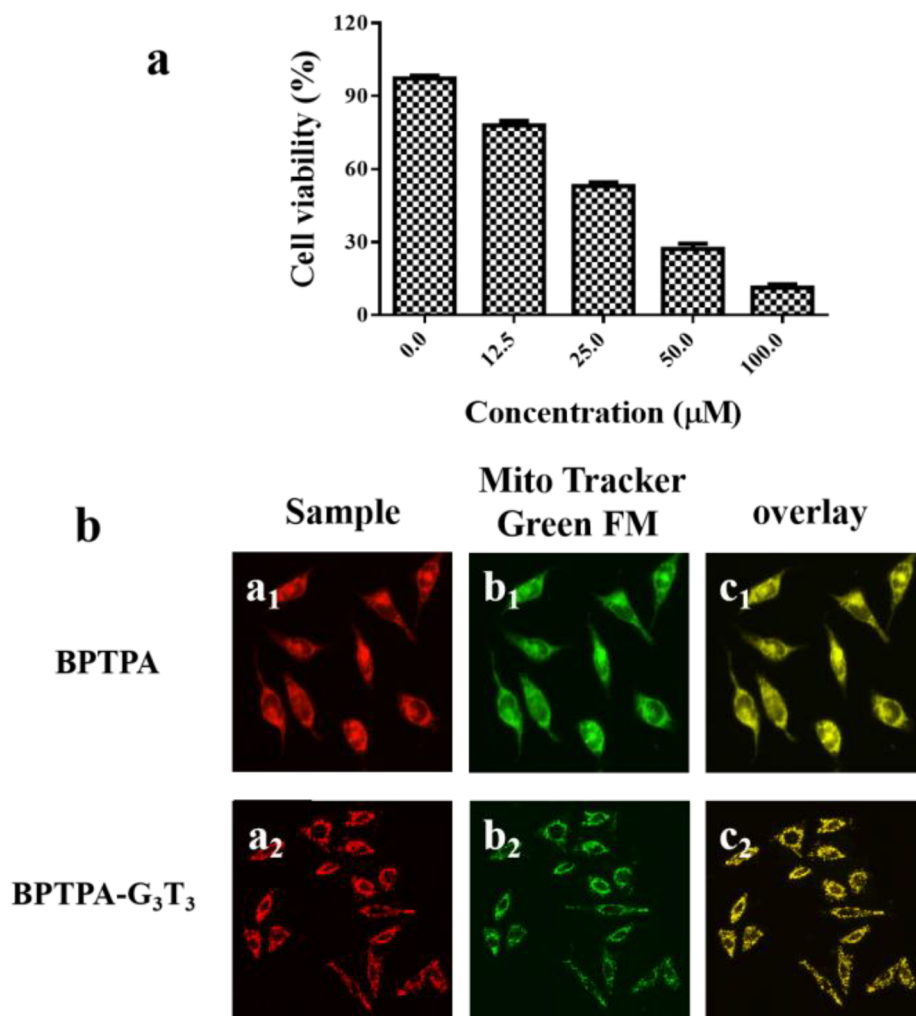 a
120
90
60
30
0
Cell viability (%)
0.0 12.5 25.0 50.0 100.0
Concentration (μM)
b
Sample
Mito Tracker
Green FM
overlay
BPTPA
a₁ b₁ c₁
BPTPA-G₃T₃
a₂ b₂ c₂